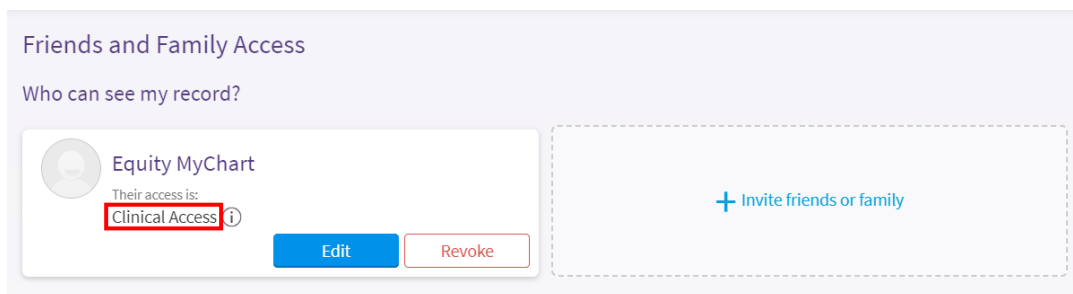 Friends and Family Access
Who can see my record?
Equity MyChart
Their access is:
Clinical Access
Edit
Revoke
Invite friends or family